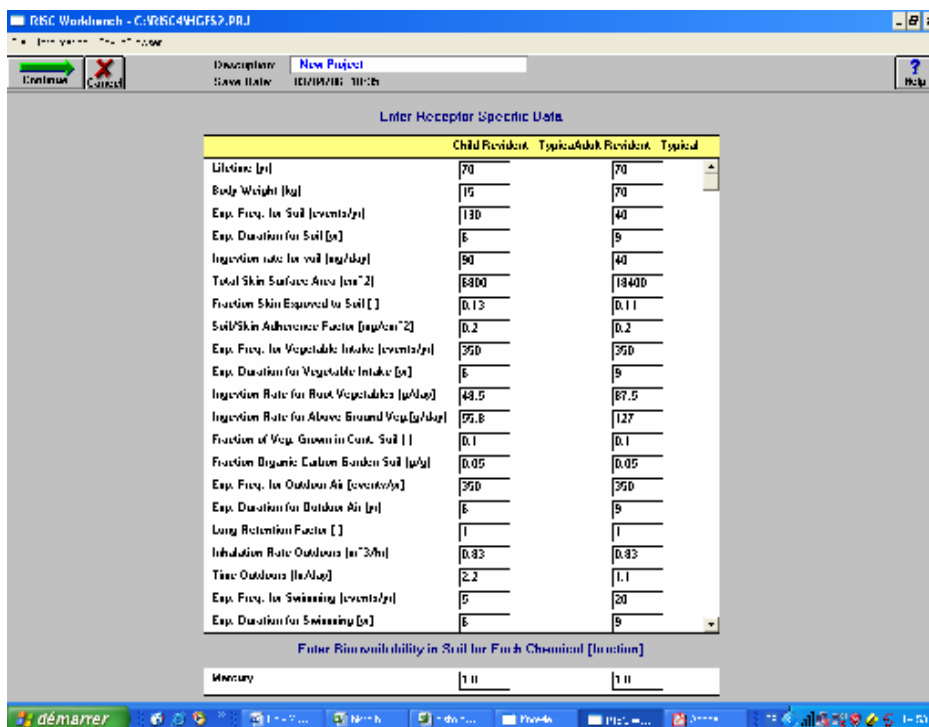 RISC Workbench - C:\RISC4\HGFS2.PRJ
Continue
Cancel
Description: New Project
Save Date:
Help
Enter Receptor Specific Data
Child Resident Typical Adult Resident Typical
Lifetime [yr] 70 70
Body Weight [kg] 15 70
Exp. Freq. for Soil [events/yr] 130 40
Exp. Duration for Soil [yr] 6 9
Ingestion rate for soil [mg/day] 90 40
Total Skin Surface Area [cm^2] 6800 18400
Fraction Skin Exposed to Soil [ ] 0.13 0.11
Soil/Skin Adherence Factor [mg/cm^2] 0.2 0.2
Exp. Freq. for Vegetable Intake [events/yr] 350 350
Exp. Duration for Vegetable Intake [yr] 6 9
Ingestion Rate for Root Vegetables [g/day] 48.5 87.5
Ingestion Rate for Above Ground Veg.[g/day] 55.8 127
Fraction of Veg. Grown in Cont. Soil [ ] 0.1 0.1
Fraction Organic Carbon Garden Soil [g/g] 0.05 0.05
Exp. Freq. for Outdoor Air [events/yr] 350 350
Exp. Duration for Outdoor Air [yr] 6 9
Lung Retention Factor [ ] 1 1
Inhalation Rate Outdoors [m^3/hr] 0.83 0.83
Time Outdoors [hr/day] 2.2 1.1
Exp. Freq. for Swimming [events/yr] 5 20
Exp. Duration for Swimming [yr] 6 9
Enter Bioavailability in Soil for Each Chemical [fraction]
Mercury 1.0 1.0
démarrer